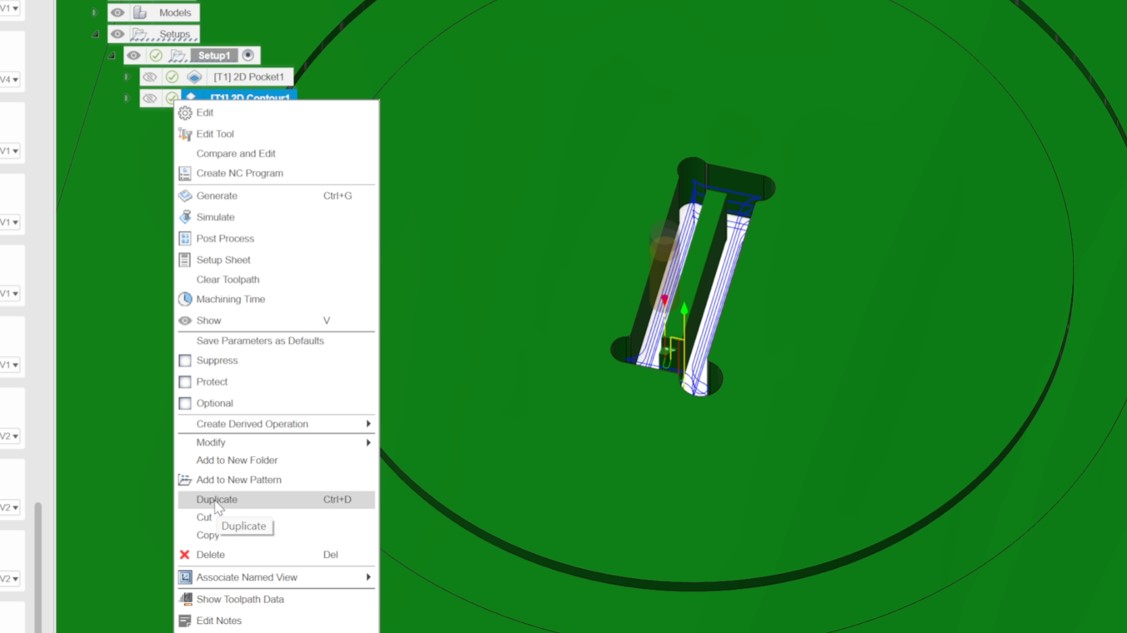 V1
Models
Setups
Setup1
V4
[T1] 2D Pocket1
[T1] 2D Contour1
Edit
Edit Tool
V1
Compare and Edit
Create NC Program
Generate Ctrl+G
Simulate
V1
Post Process
Setup Sheet
Clear Toolpath
V1
Machining Time
Show V
Save Parameters as Defaults
V1
Suppress
Protect
Optional
Create Derived Operation
V2
Modify
Add to New Folder
Add to New Pattern
Duplicate Ctrl+D
V2
Cut
Duplicate
Copy
Delete Del
V2
Associate Named View
Show Toolpath Data
Edit Notes